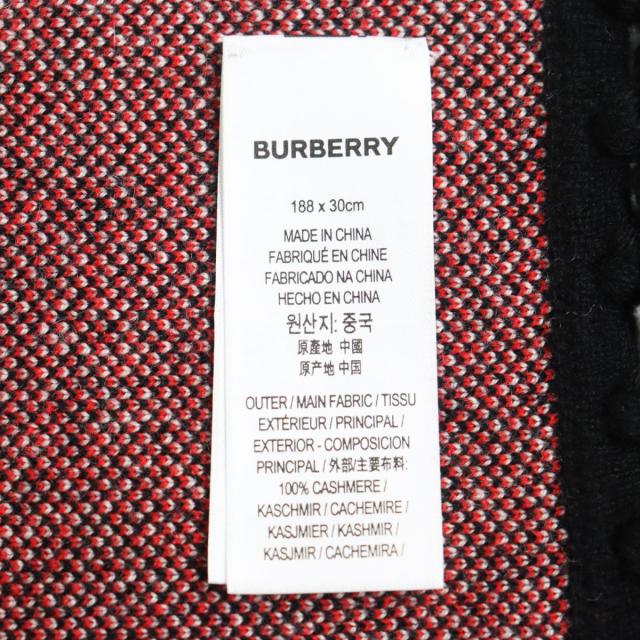 BURBERRY
188 x 30cm
MADE IN CHINA
FABRIQUÉ EN CHINE
FABRICADO NA CHINA
HECHO EN CHINA
원산지: 중국
原產地 中國
原产地 中国
OUTER / MAIN FABRIC / TISSU
EXTÉRIEUR / PRINCIPAL /
EXTERIOR - COMPOSICION
PRINCIPAL / 外部/主要布料:
100% CASHMERE /
KASCHMIR / CACHEMIRE /
KASJMIER / KASHMIR /
KASJMIR / CACHEMIRA /